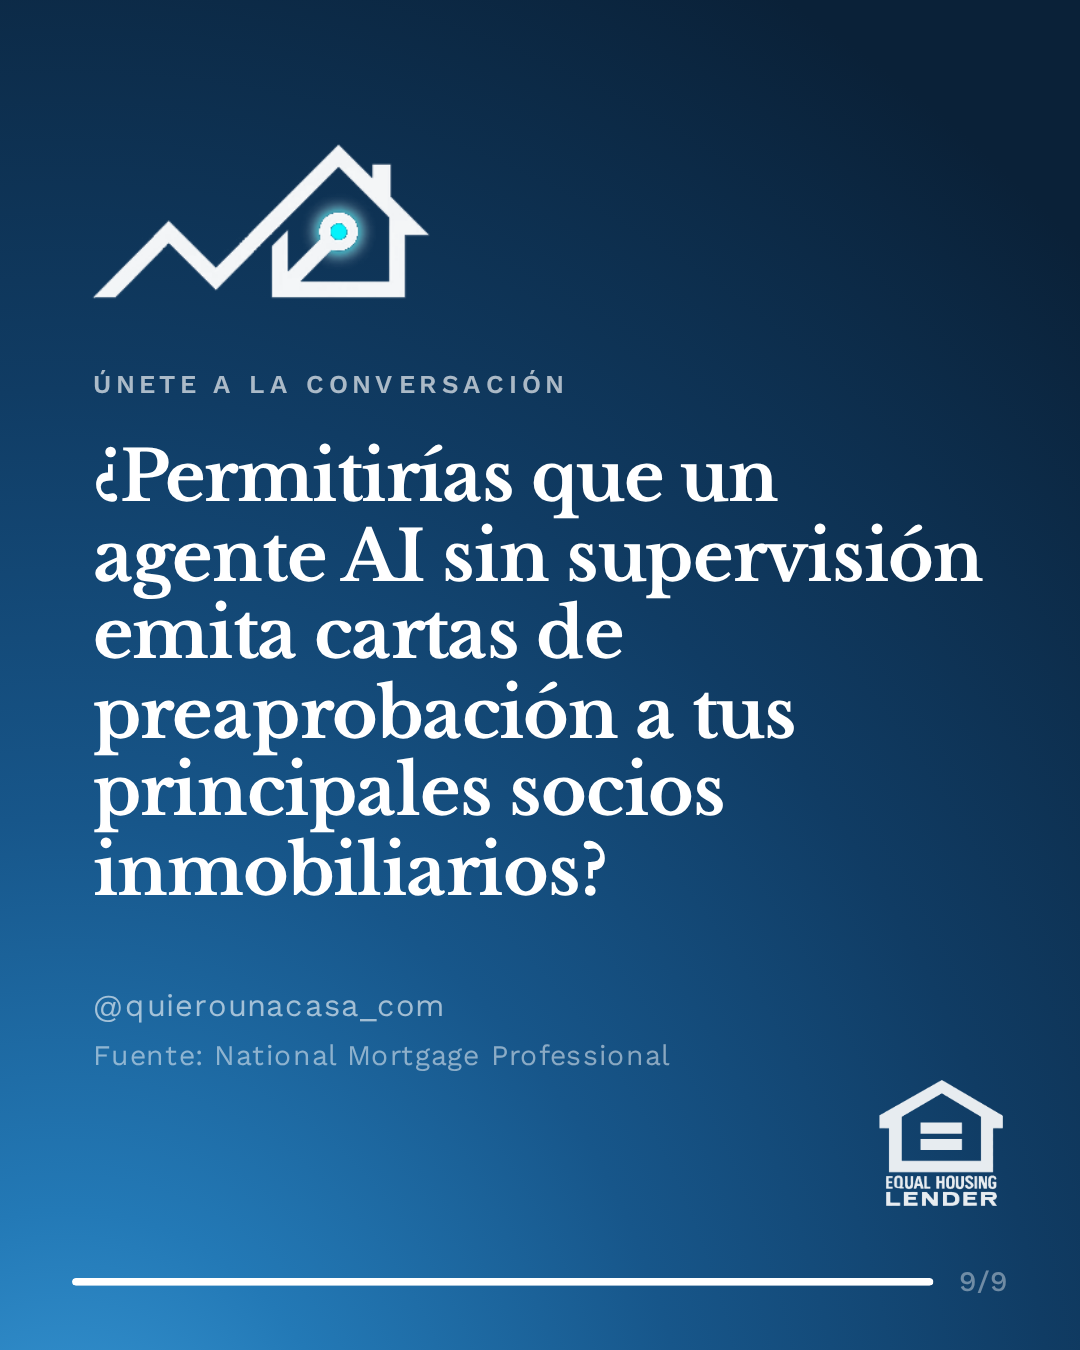 ÚNETE A LA CONVERSACIÓN
¿Permitirías que un
agente AI sin supervisión
emita cartas de
preaprobación a tus
principales socios
inmobiliarios?
@quierounacasa_com
Fuente: National Mortgage Professional
EQUAL HOUSING
LENDER
9/9